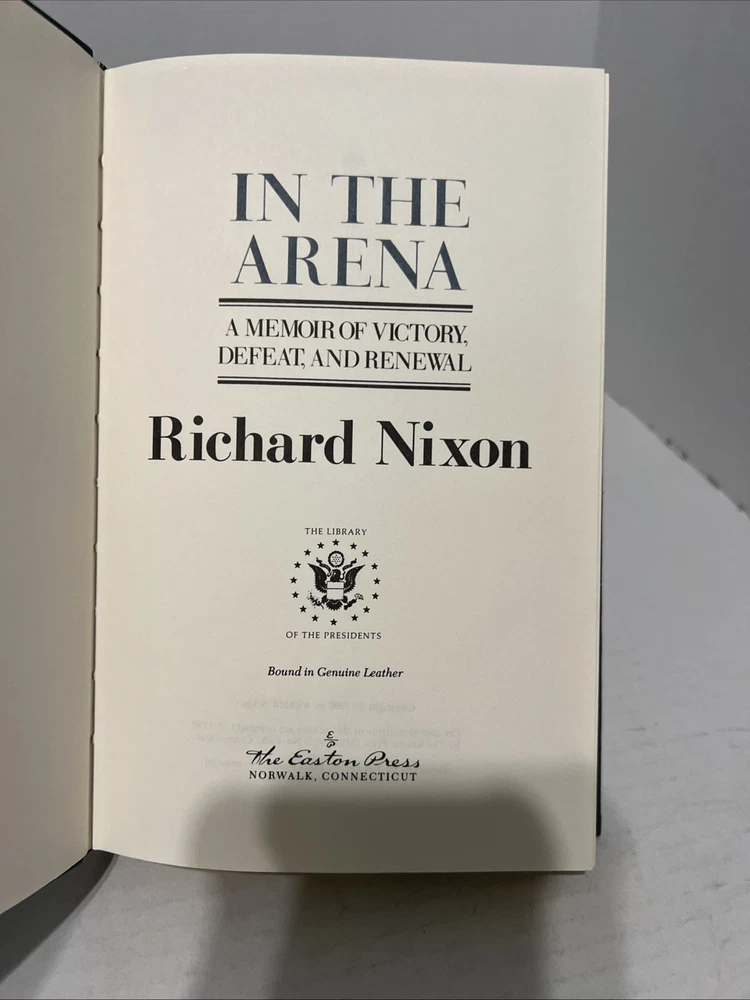 IN THE
ARENA
A MEMOIR OF VICTORY,
DEFEAT, AND RENEWAL
Richard Nixon
THE LIBRARY
OF THE PRESIDENTS
Bound in Genuine Leather
E/P
The Easton Press
NORWALK, CONNECTICUT